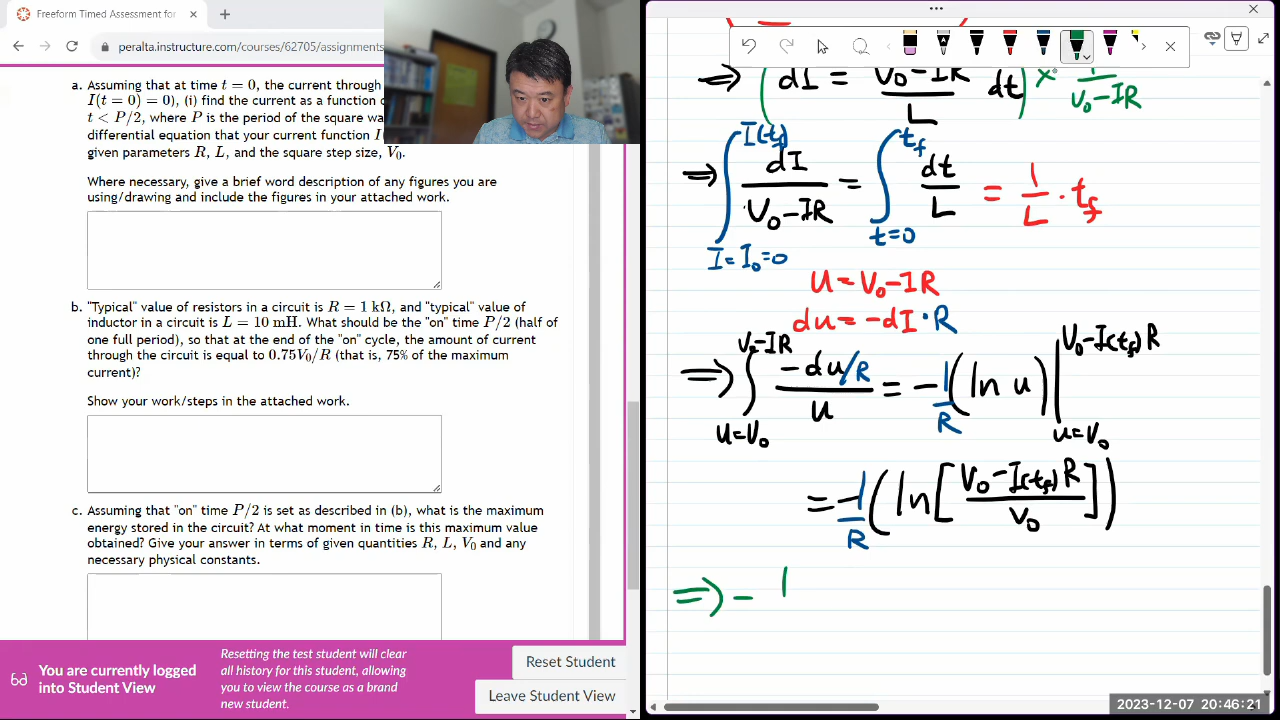 Freeform Timed Assessment for
peralta.instructure.com/courses/62705/assignments
a. Assuming that at time t = 0, the current through
I(t = 0) = 0), (i) find the current as a function
t < P/2, where P is the period of the square wa
differential equation that your current function I
given parameters R, L, and the square step size, V₀.
Where necessary, give a brief word description of any figures you are
using/drawing and include the figures in your attached work.
b. "Typical" value of resistors in a circuit is R = 1 kΩ, and "typical" value of
inductor in a circuit is L = 10 mH. What should be the "on" time P/2 (half of
one full period), so that at the end of the "on" cycle, the amount of current
through the circuit is equal to 0.75V₀/R (that is, 75% of the maximum
current)?
Show your work/steps in the attached work.
c. Assuming that "on" time P/2 is set as described in (b), what is the maximum
energy stored in the circuit? At what moment in time is this maximum value
obtained? Give your answer in terms of given quantities R, L, V₀ and any
necessary physical constants.
You are currently logged
into Student View
Resetting the test student will clear
all history for this student, allowing
you to view the course as a brand
new student.
Reset Student
Leave Student View
⇒ ( dI = (V₀-IR)/L dt ) × 1/(V₀-IR)
⇒ ∫_{I=I₀=0}^{I(t_f)} dI/(V₀-IR) = ∫_{t=0}^{t_f} dt/L = 1/L · t_f
u = V₀-IR
du = -dI·R
⇒ ∫_{u=V₀}^{V₀-IR} (-du/R)/u = -1/R (ln u) |_{u=V₀}^{V₀-I(t_f)R}
= -1/R (ln [ (V₀-I(t_f)R)/V₀ ])
⇒ -
2023-12-07 20:46:21